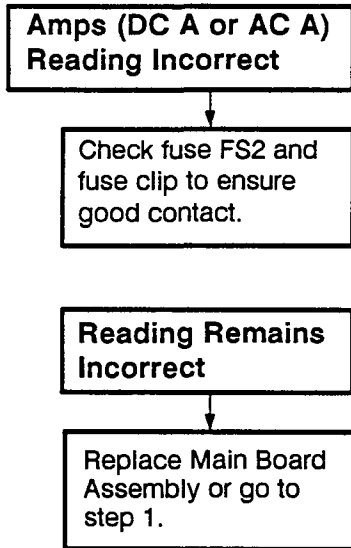 Amps (DC A or AC A)
Reading Incorrect
Check fuse FS2 and
fuse clip to ensure
good contact.
Reading Remains
Incorrect
Replace Main Board
Assembly or go to
step 1.